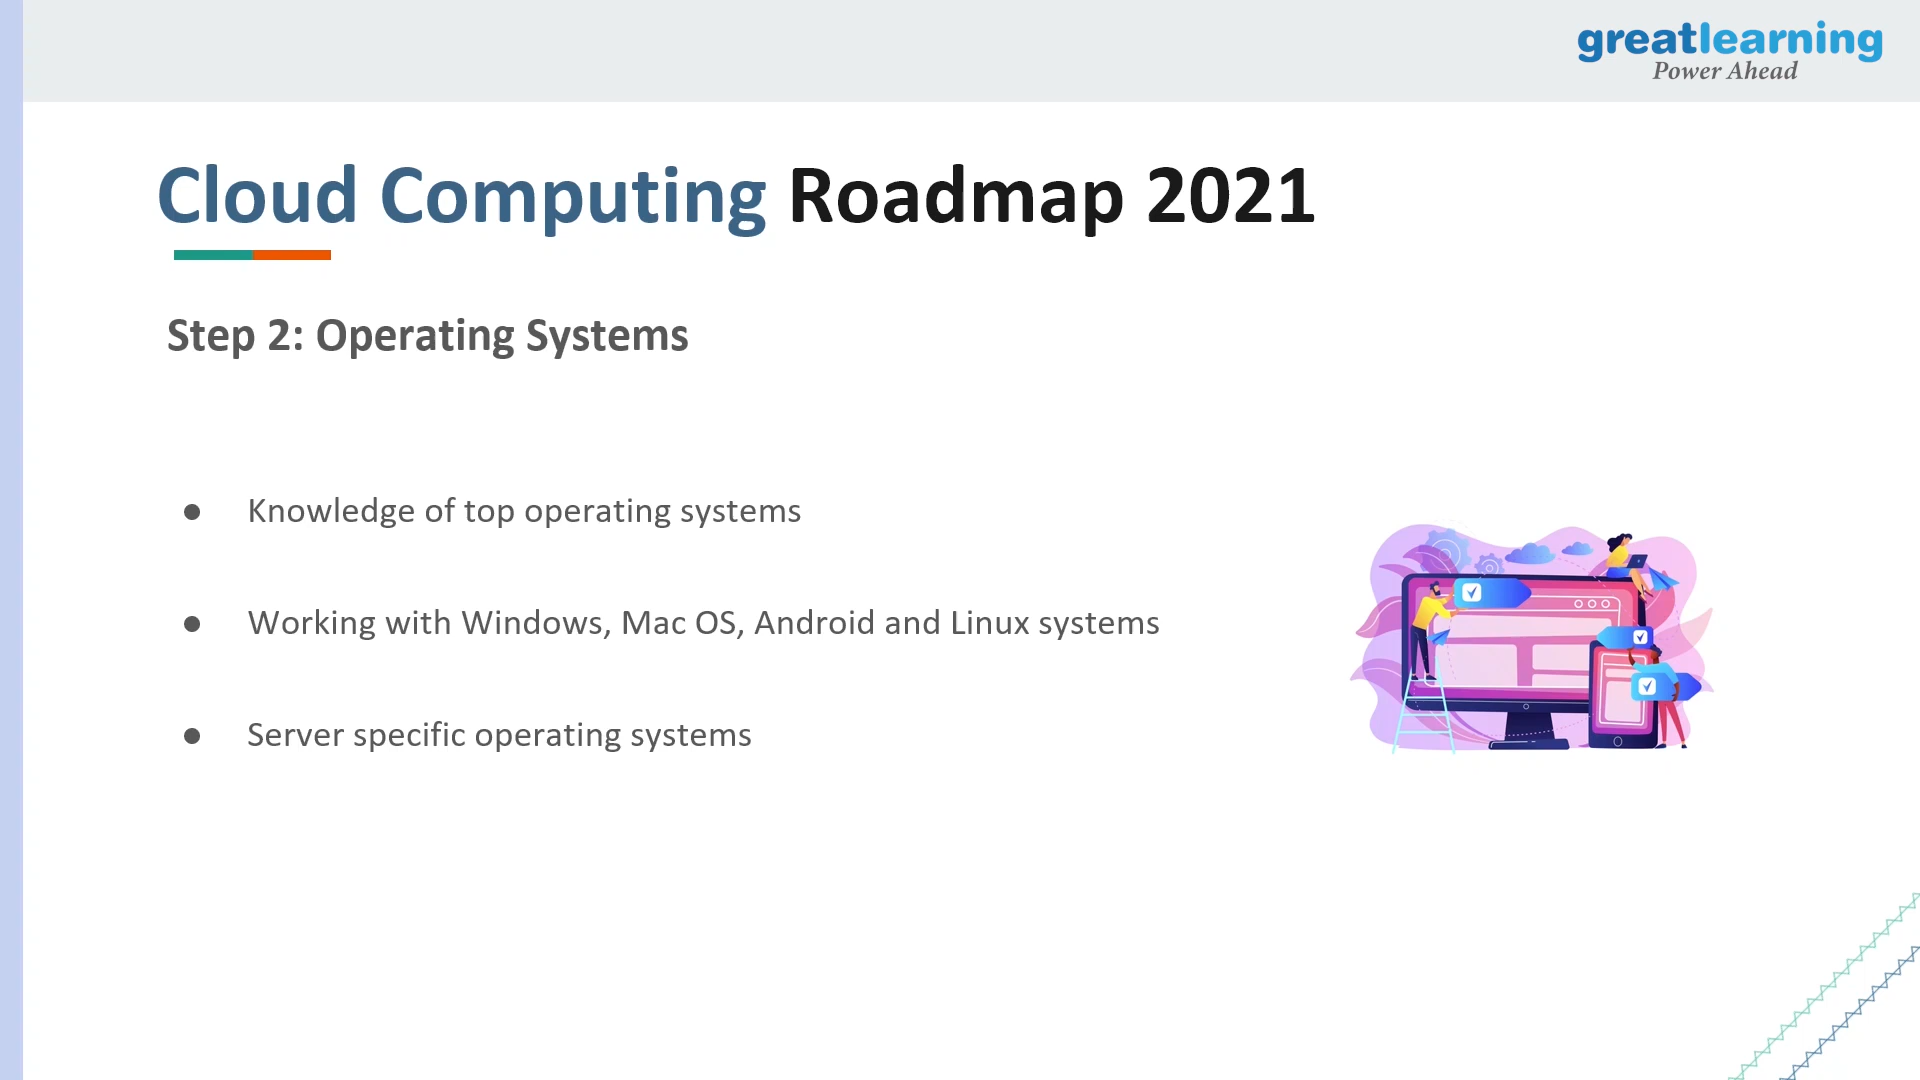 greatlearning
Power Ahead
Cloud Computing Roadmap 2021
Step 2: Operating Systems
● Knowledge of top operating systems
● Working with Windows, Mac OS, Android and Linux systems
● Server specific operating systems